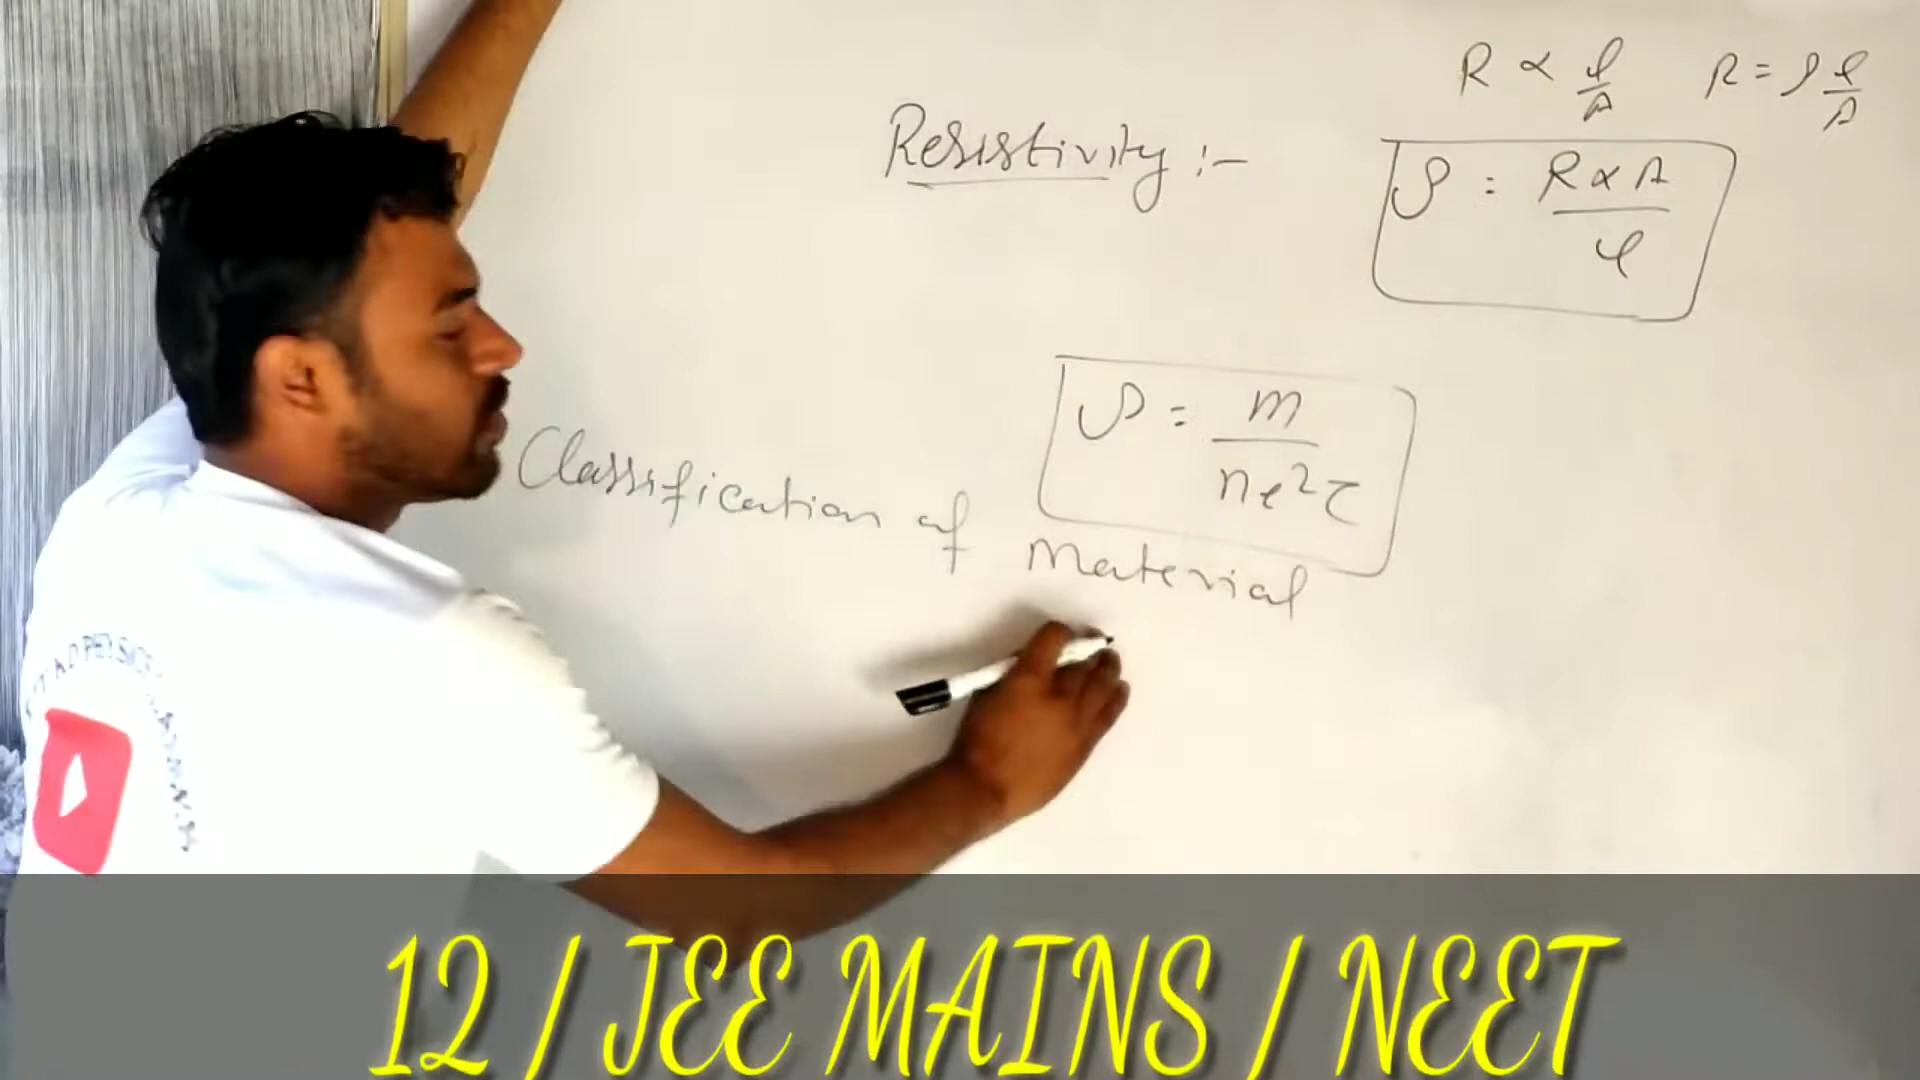 R ∝ l/A R = ρ l/A
Resistivity :-
ρ = R × A / l
ρ = m / ne²τ
Classification of Material
12 / JEE MAINS / NEET